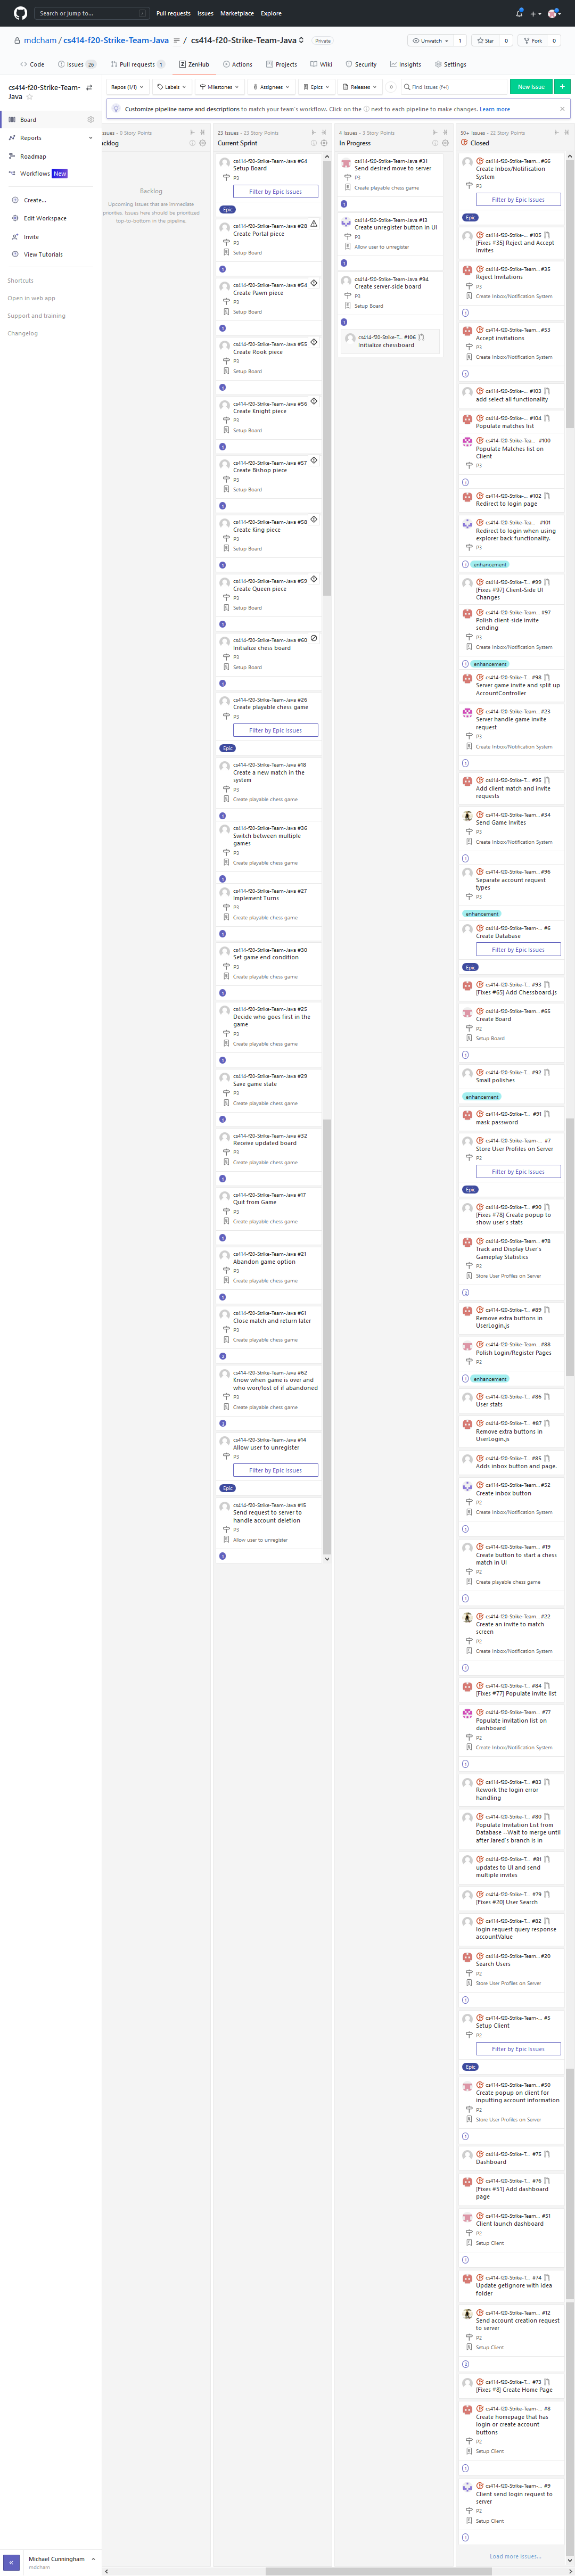 Search or jump to...
/
Pull requests
Issues
Marketplace
Explore
mdcham / cs414-f20-Strike-Team-Java
/ cs414-f20-Strike-Team-Java
Private
Unwatch
1
Star
0
Fork
0
Code
Issues 28
Pull requests 1
ZenHub
Actions
Projects
Wiki
Security
Insights
Settings
cs414-f20-Strike-Team-
Java
Board
Reports
Roadmap
Workflows New
Create...
Edit Workspace
Invite
View Tutorials
Shortcuts
Open in web app
Support and training
Changelog
Repos (1/1)
Labels
Milestones
Assignees
Epics
Releases
Find Issues
New Issue
Customize pipeline name and descriptions to match your team's workflow. Click on the next to each pipeline to make changes. Learn more
Issues - 0 Story Points
Backlog
Upcoming Issues that are immediate
priorities. Issues here should be prioritized
top-to-bottom in the pipeline.
23 Issues - 23 Story Points
Current Sprint
cs414-f20-Strike-Team-Java #64
Setup Board
P3
Filter by Epic Issues
Epic
cs414-f20-Strike-Team-Java #28
Create Portal piece
P3
Setup Board
1
cs414-f20-Strike-Team-Java #54
Create Pawn piece
P3
Setup Board
1
cs414-f20-Strike-Team-Java #55
Create Rook piece
P3
Setup Board
1
cs414-f20-Strike-Team-Java #56
Create Knight piece
P3
Setup Board
1
cs414-f20-Strike-Team-Java #57
Create Bishop piece
P3
Setup Board
1
cs414-f20-Strike-Team-Java #58
Create King piece
P3
Setup Board
1
cs414-f20-Strike-Team-Java #59
Create Queen piece
P3
Setup Board
1
cs414-f20-Strike-Team-Java #60
Initialize chess board
P3
Setup Board
1
cs414-f20-Strike-Team-Java #26
Create playable chess game
P3
Filter by Epic Issues
Epic
cs414-f20-Strike-Team-Java #18
Create a new match in the
system
P3
Create playable chess game
1
cs414-f20-Strike-Team-Java #36
Switch between multiple
games
P3
Create playable chess game
1
cs414-f20-Strike-Team-Java #27
Implement Turns
P3
Create playable chess game
1
cs414-f20-Strike-Team-Java #30
Set game end condition
P3
Create playable chess game
1
cs414-f20-Strike-Team-Java #25
Decide who goes first in the
game
P3
Create playable chess game
1
cs414-f20-Strike-Team-Java #29
Save game state
P3
Create playable chess game
1
cs414-f20-Strike-Team-Java #32
Receive updated board
P3
Create playable chess game
1
cs414-f20-Strike-Team-Java #17
Quit from Game
P3
Create playable chess game
1
cs414-f20-Strike-Team-Java #21
Abandon game option
P3
Create playable chess game
1
cs414-f20-Strike-Team-Java #61
Close match and return later
P3
Create playable chess game
2
cs414-f20-Strike-Team-Java #62
Know when game is over and
who won/lost of if abandoned
P3
Create playable chess game
1
cs414-f20-Strike-Team-Java #14
Allow user to unregister
P3
Filter by Epic Issues
Epic
cs414-f20-Strike-Team-Java #15
Send request to server to
handle account deletion
P3
Allow user to unregister
1
4 Issues - 3 Story Points
In Progress
cs414-f20-Strike-Team-Java #31
Send desired move to server
P3
Create playable chess game
1
cs414-f20-Strike-Team-Java #13
Create unregister button in UI
P3
Allow user to unregister
1
cs414-f20-Strike-Team-Java #94
Create server-side board
P3
Setup Board
1
cs414-f20-Strike-T... #106
Initialize chessboard
50+ Issues - 22 Story Points
Closed
cs414-f20-Strike-Team... #66
Create Inbox/Notification
System
P3
Filter by Epic Issues
Epic
cs414-f20-Strike-... #105
[Fixes #35] Reject and Accept
Invites
cs414-f20-Strike-Team... #35
Reject Invitations
P3
Create Inbox/Notification System
1
cs414-f20-Strike-Team... #53
Accept invitations
P3
Create Inbox/Notification System
1
cs414-f20-Strike-... #103
add select all functionality
cs414-f20-Strike-... #104
Populate matches list
cs414-f20-Strike-Tea... #100
Populate Matches list on
Client
P3
1
cs414-f20-Strike-... #102
Redirect to login page
cs414-f20-Strike-Tea... #101
Redirect to login when using
explorer back functionality.
P3
1 enhancement
cs414-f20-Strike-T... #99
[Fixes #97] Client-Side UI
Changes
cs414-f20-Strike-Team... #97
Polish client-side invite
sending
P3
Create Inbox/Notification System
1 enhancement
cs414-f20-Strike-T... #98
Server game invite and split up
AccountController
cs414-f20-Strike-Team... #23
Server handle game invite
request
P3
Create Inbox/Notification System
1
cs414-f20-Strike-T... #95
Add client match and invite
requests
cs414-f20-Strike-Team... #34
Send Game Invites
P3
Create Inbox/Notification System
1
cs414-f20-Strike-Team... #96
Separate account request
types
P3
enhancement
cs414-f20-Strike-Team-... #6
Create Database
Filter by Epic Issues
Epic
cs414-f20-Strike-T... #93
[Fixes #65] Add Chessboard.js
cs414-f20-Strike-Team... #65
Create Board
P2
Setup Board
1
cs414-f20-Strike-T... #92
Small polishes
enhancement
cs414-f20-Strike-T... #91
mask password
cs414-f20-Strike-Team-... #7
Store User Profiles on Server
P2
Filter by Epic Issues
Epic
cs414-f20-Strike-T... #90
[Fixes #78] Create popup to
show user's stats
cs414-f20-Strike-Team... #78
Track and Display User's
Gameplay Statistics
P2
Store User Profiles on Server
2
cs414-f20-Strike-T... #89
Remove extra buttons in
UserLogin.js
cs414-f20-Strike-Team... #88
Polish Login/Register Pages
P2
1 enhancement
cs414-f20-Strike-T... #86
User stats
cs414-f20-Strike-T... #87
Remove extra buttons in
UserLogin.js
cs414-f20-Strike-T... #85
Adds inbox button and page.
cs414-f20-Strike-Team... #52
Create inbox button
P2
Create Inbox/Notification System
1
cs414-f20-Strike-Team... #19
Create button to start a chess
match in UI
P2
Create playable chess game
1
cs414-f20-Strike-Team... #22
Create an invite to match
screen
P2
Create Inbox/Notification System
1
cs414-f20-Strike-T... #84
[Fixes #77] Populate invite list
cs414-f20-Strike-Team... #77
Populate invitation list on
dashboard
P2
Create Inbox/Notification System
1
cs414-f20-Strike-T... #83
Rework the login error
handling
cs414-f20-Strike-T... #80
Populate Invitation List from
Database --Wait to merge until
after Jared's branch is in
cs414-f20-Strike-T... #81
updates to UI and send
multiple invites
cs414-f20-Strike-T... #79
[Fixes #20] User Search
cs414-f20-Strike-T... #82
login request query response
accountValue
cs414-f20-Strike-Team... #20
Search Users
P2
Store User Profiles on Server
1
cs414-f20-Strike-Team-... #5
Setup Client
P2
Filter by Epic Issues
Epic
cs414-f20-Strike-Team... #50
Create popup on client for
inputting account information
P2
Store User Profiles on Server
1
cs414-f20-Strike-T... #75
Dashboard
cs414-f20-Strike-T... #76
[Fixes #51] Add dashboard
page
cs414-f20-Strike-Team... #51
Client launch dashboard
P2
Setup Client
1
cs414-f20-Strike-T... #74
Update getignore with idea
folder
cs414-f20-Strike-Team... #12
Send account creation request
to server
P2
Setup Client
2
cs414-f20-Strike-T... #73
[Fixes #8] Create Home Page
cs414-f20-Strike-Team-... #8
Create homepage that has
login or create account
buttons
P2
Setup Client
1
cs414-f20-Strike-Team-... #9
Client send login request to
server
P2
Setup Client
1
Load more issues...
Michael Cunningham
mdcham